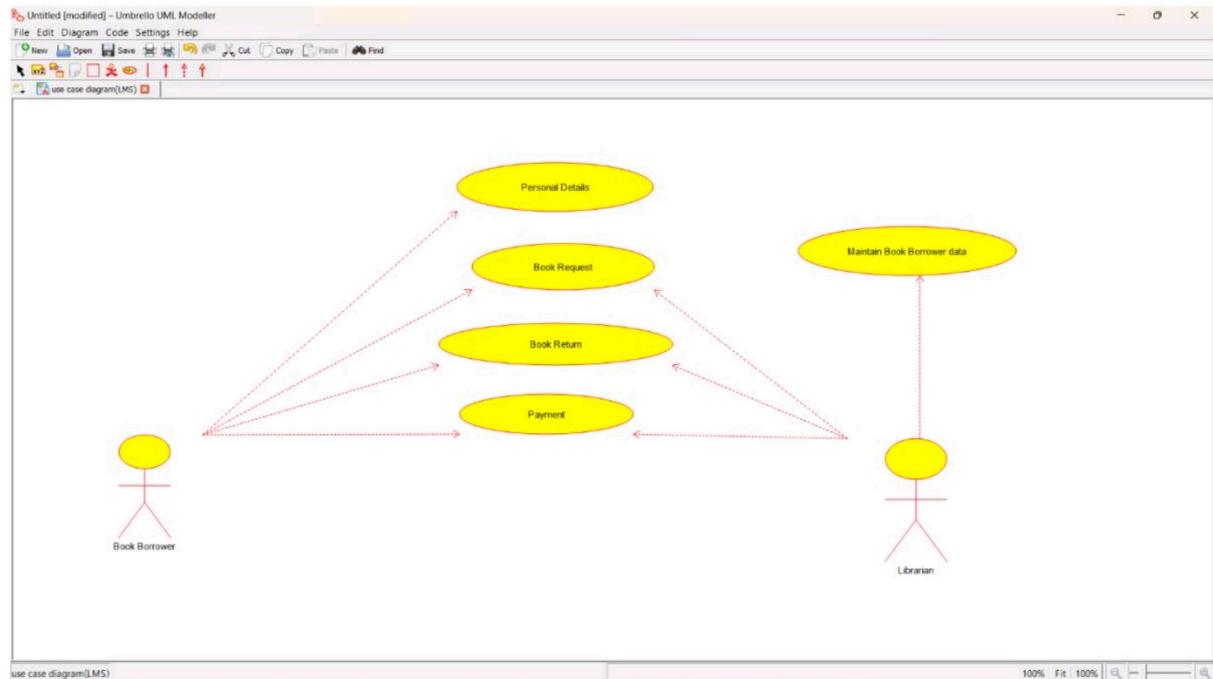 Untitled [modified] – Umbrello UML Modeller
File Edit Diagram Code Settings Help
New Open Save Cut Copy Paste Find
XYZ
use case diagram(LMS)
Personal Details
Maintain Book Borrower data
Book Request
Book Return
Payment
Book Borrower
Librarian
use case diagram(LMS) 100% Fit 100%